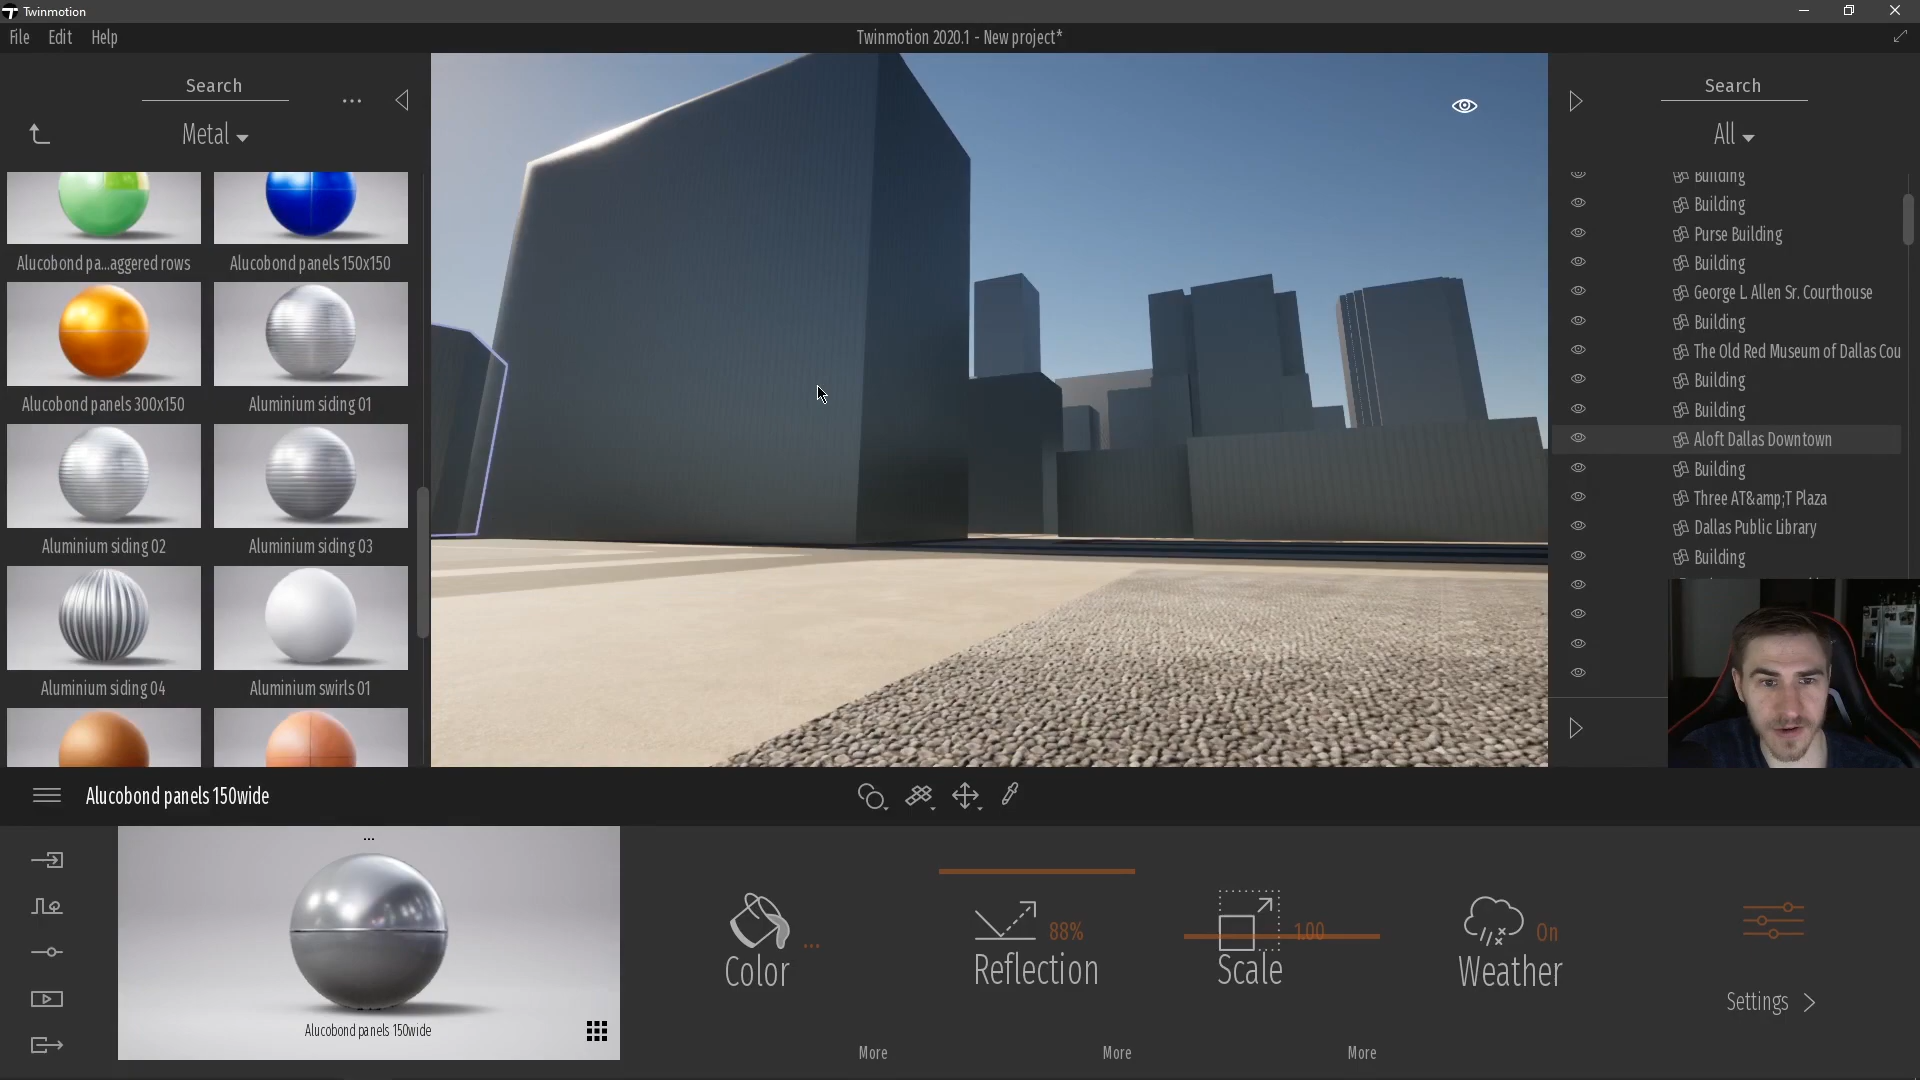 Twinmotion
File Edit Help
Twinmotion 2020.1 - New project*
Search
...
Metal
Alucobond pa...aggered rows
Alucobond panels 150x150
Alucobond panels 300x150
Aluminium siding 01
Aluminium siding 02
Aluminium siding 03
Aluminium siding 04
Aluminium swirls 01
Search
All
Building
Building
Purse Building
Building
George L. Allen Sr. Courthouse
Building
The Old Red Museum of Dallas Cou
Building
Building
Aloft Dallas Downtown
Building
Three AT&amp;T Plaza
Dallas Public Library
Building
Alucobond panels 150wide
...
Alucobond panels 150wide
Color ...
More
Reflection 88%
More
Scale 1.00
More
Weather On
Settings